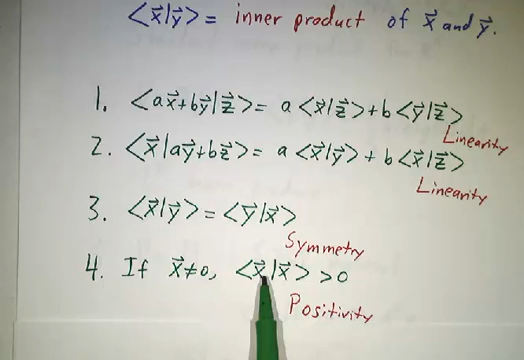 <x⃗|y⃗> = inner product of x⃗ and y⃗.
1. <ax⃗+by⃗|z⃗> = a<x⃗|z⃗>+b<y⃗|z⃗>
Linearity
2. <x⃗|ay⃗+bz⃗> = a<x⃗|y⃗> + b<x⃗|z⃗>
Linearity
3. <x⃗|y⃗> = <y⃗|x⃗>
Symmetry
4. If x⃗≠0, <x⃗|x⃗> >0
Positivity